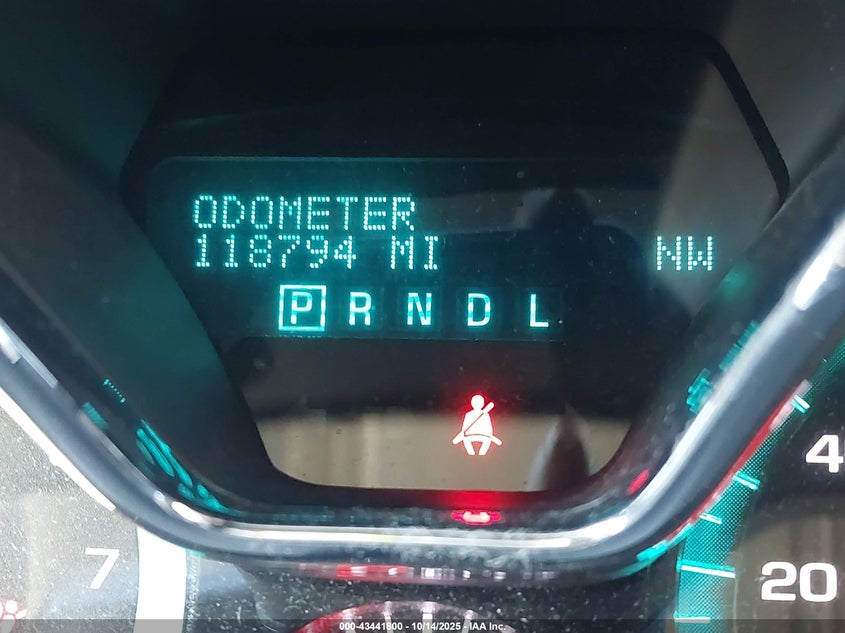 ODOMETER
118794 MI NW
P R N D L
4
7
20
000-43441800 - 10/14/2025 - IAA Inc.